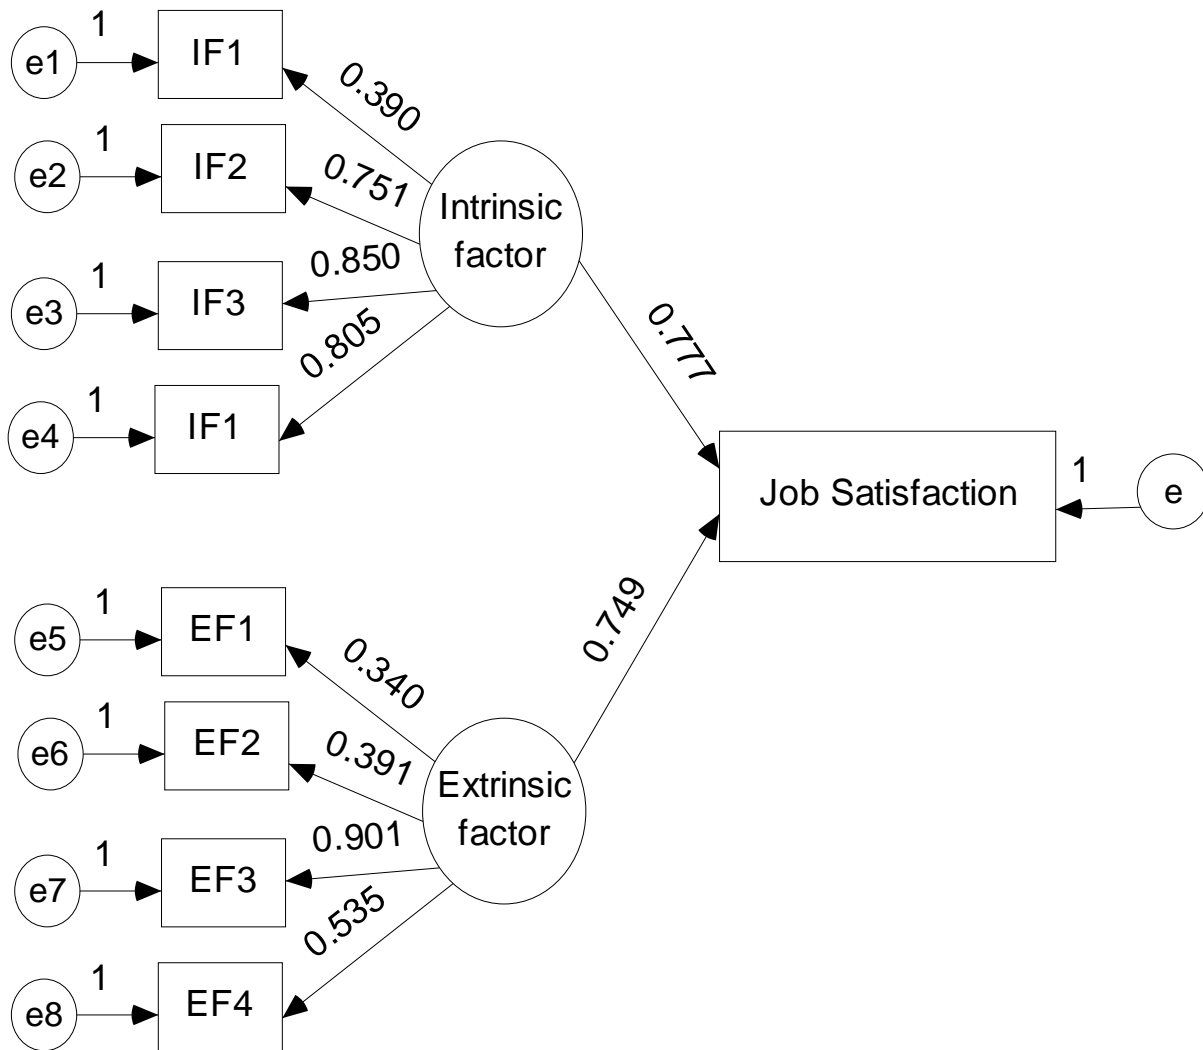 1
e1
IF1
0.390
1
e2
IF2
0.751
Intrinsic
factor
1
e3
IF3
0.850
0.805
1
e4
IF1
0.777
Job Satisfaction
1
e
0.749
1
e5
EF1
0.340
1
e6
EF2
0.391
Extrinsic
factor
1
e7
EF3
0.901
0.535
1
e8
EF4